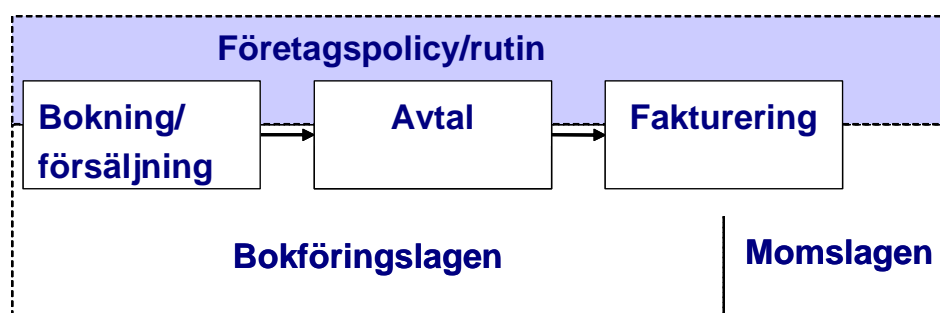 Företagspolicy/rutin
Bokning/
försäljning
Avtal
Fakturering
Bokföringslagen
Momslagen